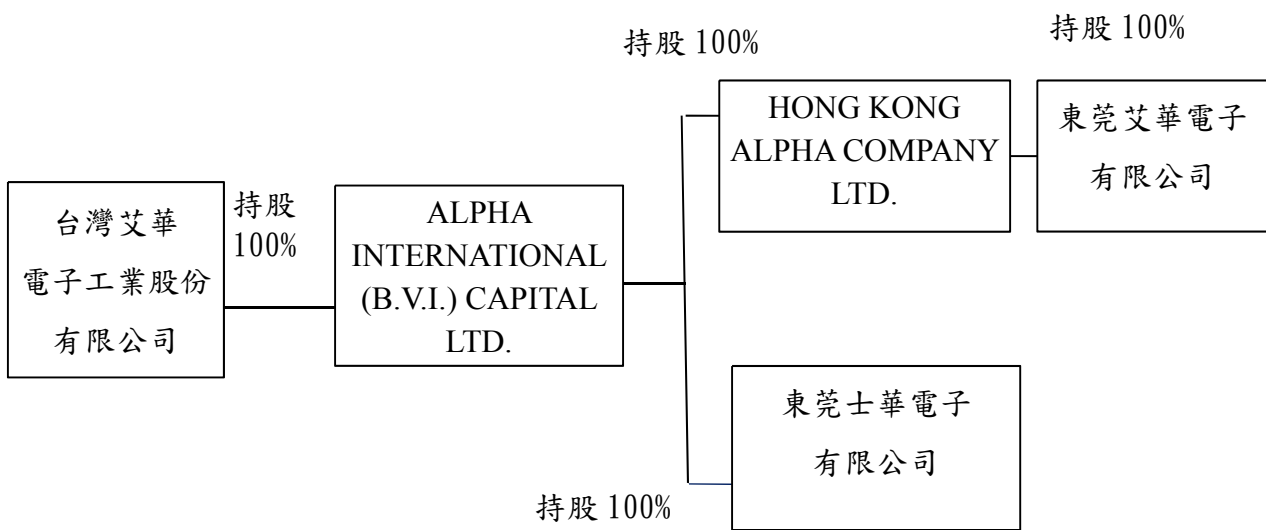 台灣艾華
電子工業股份
有限公司
持股
100%
ALPHA
INTERNATIONAL
(B.V.I.) CAPITAL
LTD.
持股 100%
HONG KONG
ALPHA COMPANY
LTD.
持股 100%
東莞艾華電子
有限公司
持股 100%
東莞士華電子
有限公司